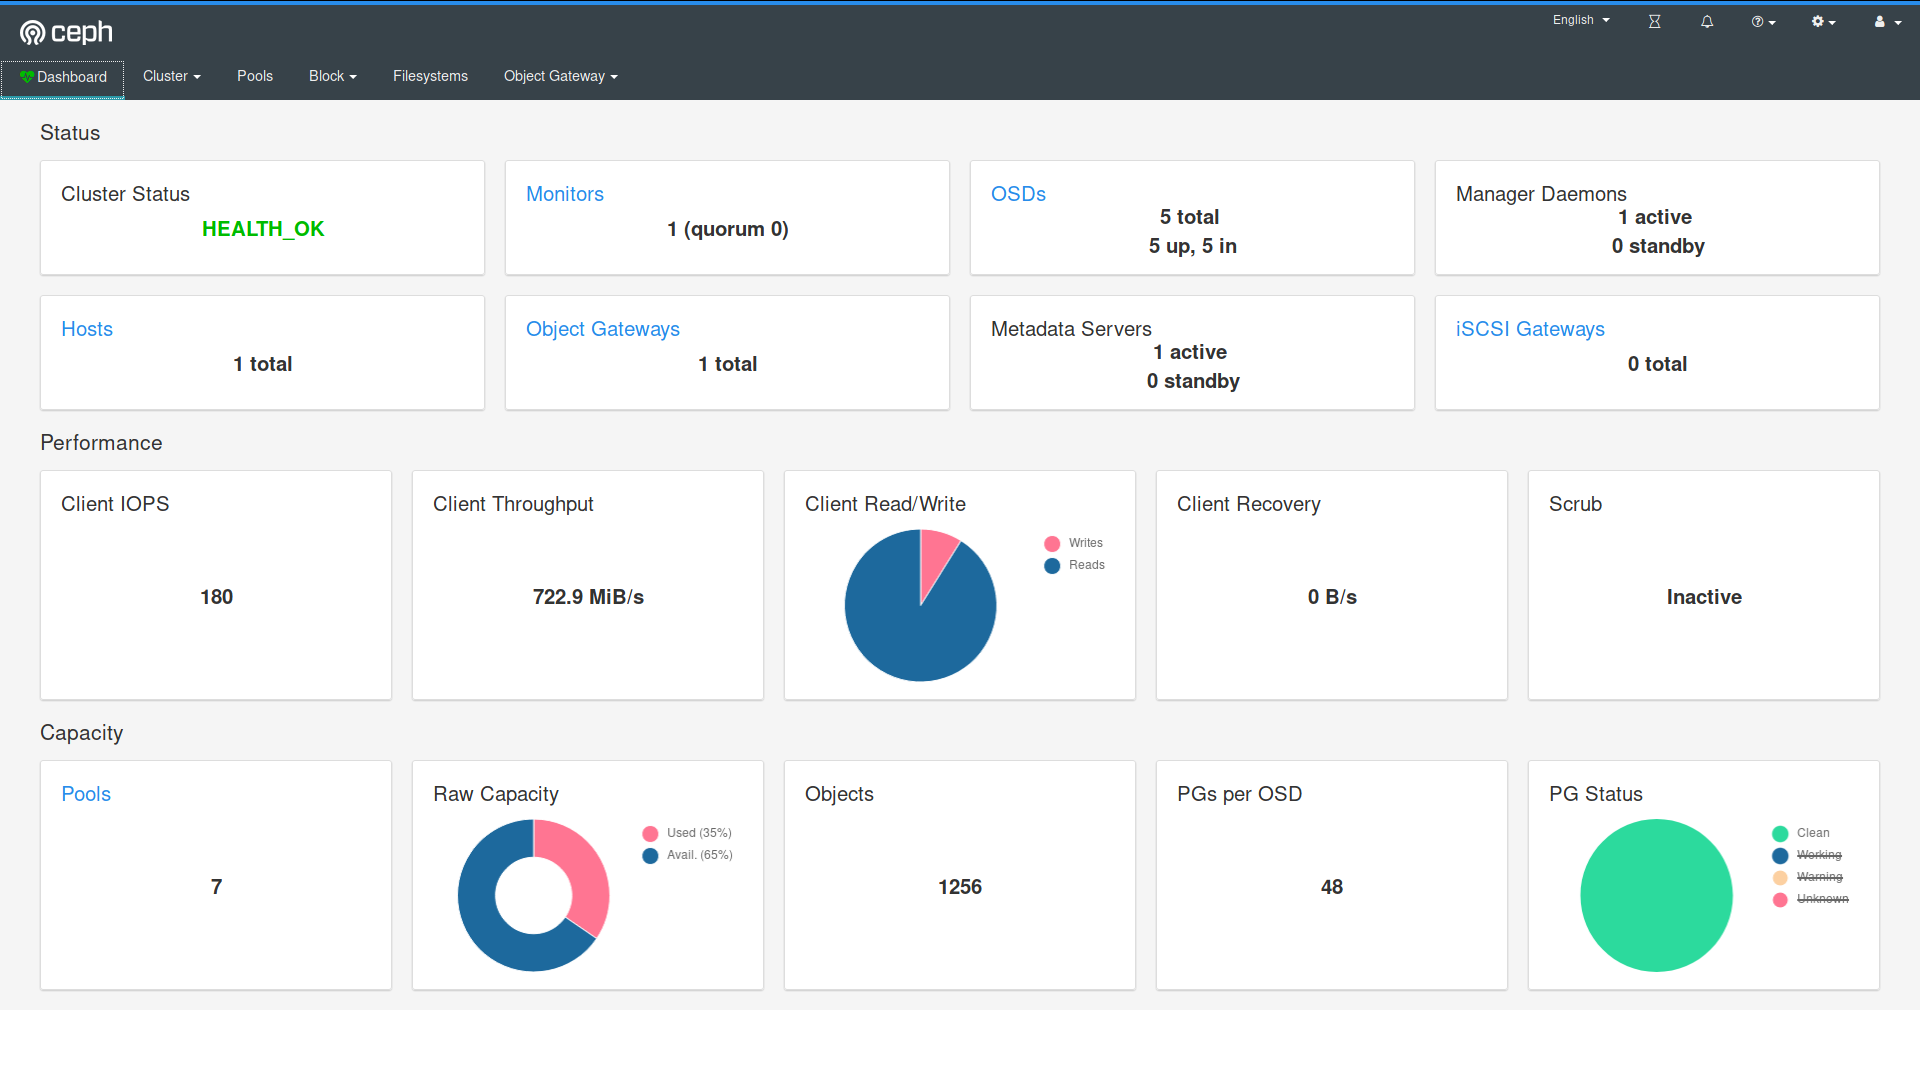 English
ceph
Dashboard
Cluster
Pools
Block
Filesystems
Object Gateway
Status
Cluster Status
HEALTH_OK
Monitors
1 (quorum 0)
OSDs
5 total
5 up, 5 in
Manager Daemons
1 active
0 standby
Hosts
1 total
Object Gateways
1 total
Metadata Servers
1 active
0 standby
iSCSI Gateways
0 total
Performance
Client IOPS
180
Client Throughput
722.9 MiB/s
Client Read/Write
Writes
Reads
Client Recovery
0 B/s
Scrub
Inactive
Capacity
Pools
7
Raw Capacity
Used (35%)
Avail. (65%)
Objects
1256
PGs per OSD
48
PG Status
Clean
Working
Warning
Unknown